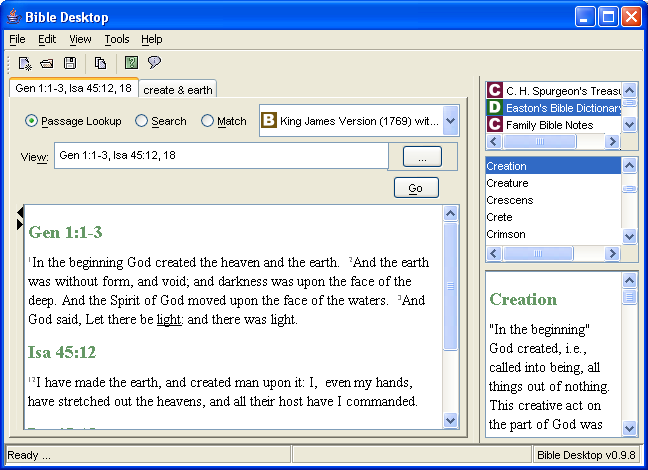 Bible Desktop
File Edit View Tools Help
Gen 1:1-3, Isa 45:12, 18
create & earth
Passage Lookup
Search
Match
B King James Version (1769) wit...
View:
Gen 1:1-3, Isa 45:12, 18
...
Go
Gen 1:1-3
1In the beginning God created the heaven and the earth. 2And the earth
was without form, and void; and darkness was upon the face of the
deep. And the Spirit of God moved upon the face of the waters. 3And
God said, Let there be light: and there was light.
Isa 45:12
12I have made the earth, and created man upon it: I, even my hands,
have stretched out the heavens, and all their host have I commanded.
C C. H. Spurgeon's Treasu
D Easton's Bible Dictionary
C Family Bible Notes
Creation
Creature
Crescens
Crete
Crimson
Creation
"In the beginning"
God created, i.e.,
called into being, all
things out of nothing.
This creative act on
the part of God was
Ready ...
Bible Desktop v0.9.8